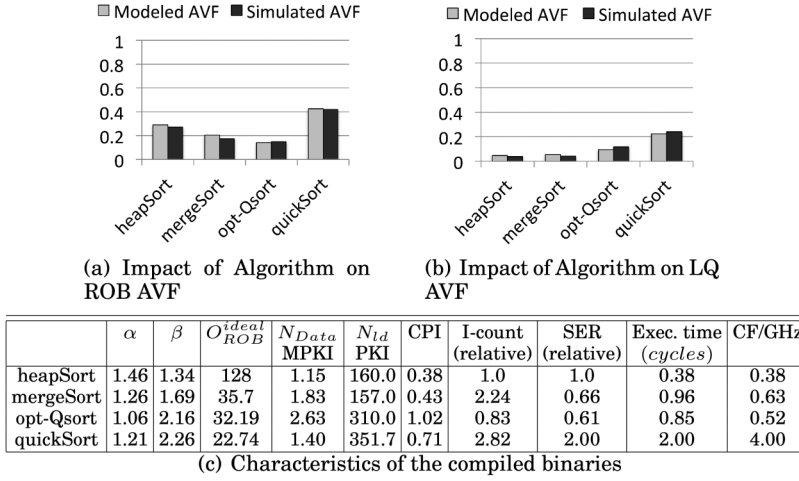 Modeled AVF Simulated AVF
1
0.8
0.6
0.4
0.2
0
heapSort mergeSort opt-Qsort quickSort
(a) Impact of Algorithm on
ROB AVF
Modeled AVF Simulated AVF
1
0.8
0.6
0.4
0.2
0
heapSort mergeSort opt-Qsort quickSort
(b) Impact of Algorithm on LQ
AVF
α β O_{ROB}^{ideal} N_{Data} N_{ld} CPI I-count SER Exec. time CF/GHz
MPKI PKI (relative) (relative) (cycles)
heapSort 1.46 1.34 128 1.15 160.0 0.38 1.0 1.0 0.38 0.38
mergeSort 1.26 1.69 35.7 1.83 157.0 0.43 2.24 0.66 0.96 0.63
opt-Qsort 1.06 2.16 32.19 2.63 310.0 1.02 0.83 0.61 0.85 0.52
quickSort 1.21 2.26 22.74 1.40 351.7 0.71 2.82 2.00 2.00 4.00
(c) Characteristics of the compiled binaries